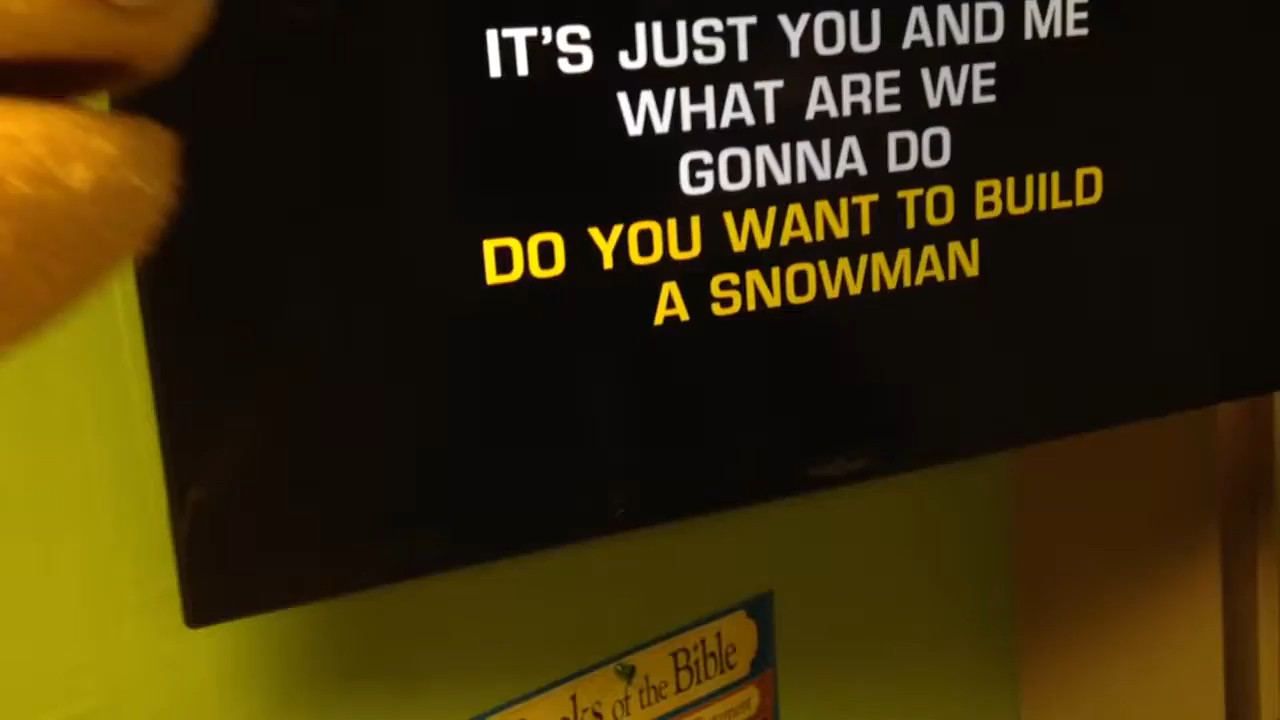 IT'S JUST YOU AND ME
WHAT ARE WE
GONNA DO
DO YOU WANT TO BUILD
A SNOWMAN
of the Bible